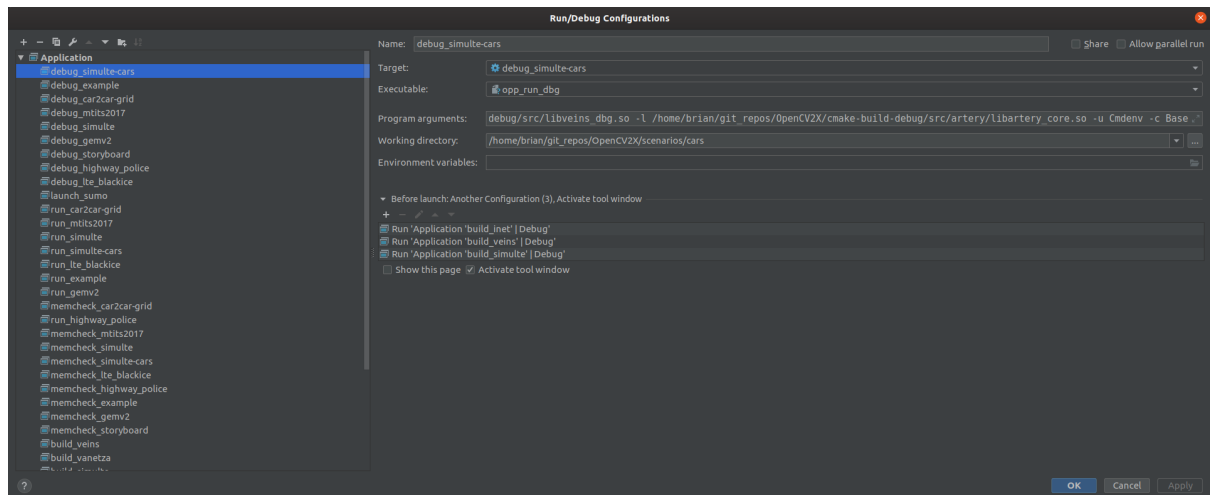 Run/Debug Configurations
Application
debug_simulte-cars
debug_example
debug_car2car-grid
debug_mtits2017
debug_simulte
debug_gemv2
debug_storyboard
debug_highway_police
debug_lte_blackice
launch_sumo
run_car2car-grid
run_mtits2017
run_simulte
run_simulte-cars
run_lte_blackice
run_example
run_gemv2
memcheck_car2car-grid
run_highway_police
memcheck_mtits2017
memcheck_simulte
memcheck_simulte-cars
memcheck_lte_blackice
memcheck_highway_police
memcheck_example
memcheck_gemv2
memcheck_storyboard
build_veins
build_vanetza
Name: debug_simulte-cars Share Allow parallel run
Target: debug_simulte-cars
Executable: opp_run_dbg
Program arguments: debug/src/libveins_dbg.so -l /home/brian/git_repos/OpenCV2X/cmake-build-debug/src/artery/libartery_core.so -u Cmdenv -c Base
Working directory: /home/brian/git_repos/OpenCV2X/scenarios/cars ...
Environment variables:
Before launch: Another Configuration (3), Activate tool window
Run 'Application 'build_inet' | Debug'
Run 'Application 'build_veins' | Debug'
Run 'Application 'build_simulte' | Debug'
Show this page Activate tool window
? OK Cancel Apply